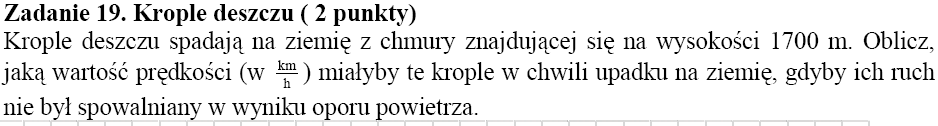 Zadanie 19. Krople deszczu ( 2 punkty)
Krople deszczu spadają na ziemię z chmury znajdującej się na wysokości 1700 m. Oblicz,
jaką wartość prędkości (w km/h ) miałyby te krople w chwili upadku na ziemię, gdyby ich ruch
nie był spowalniany w wyniku oporu powietrza.